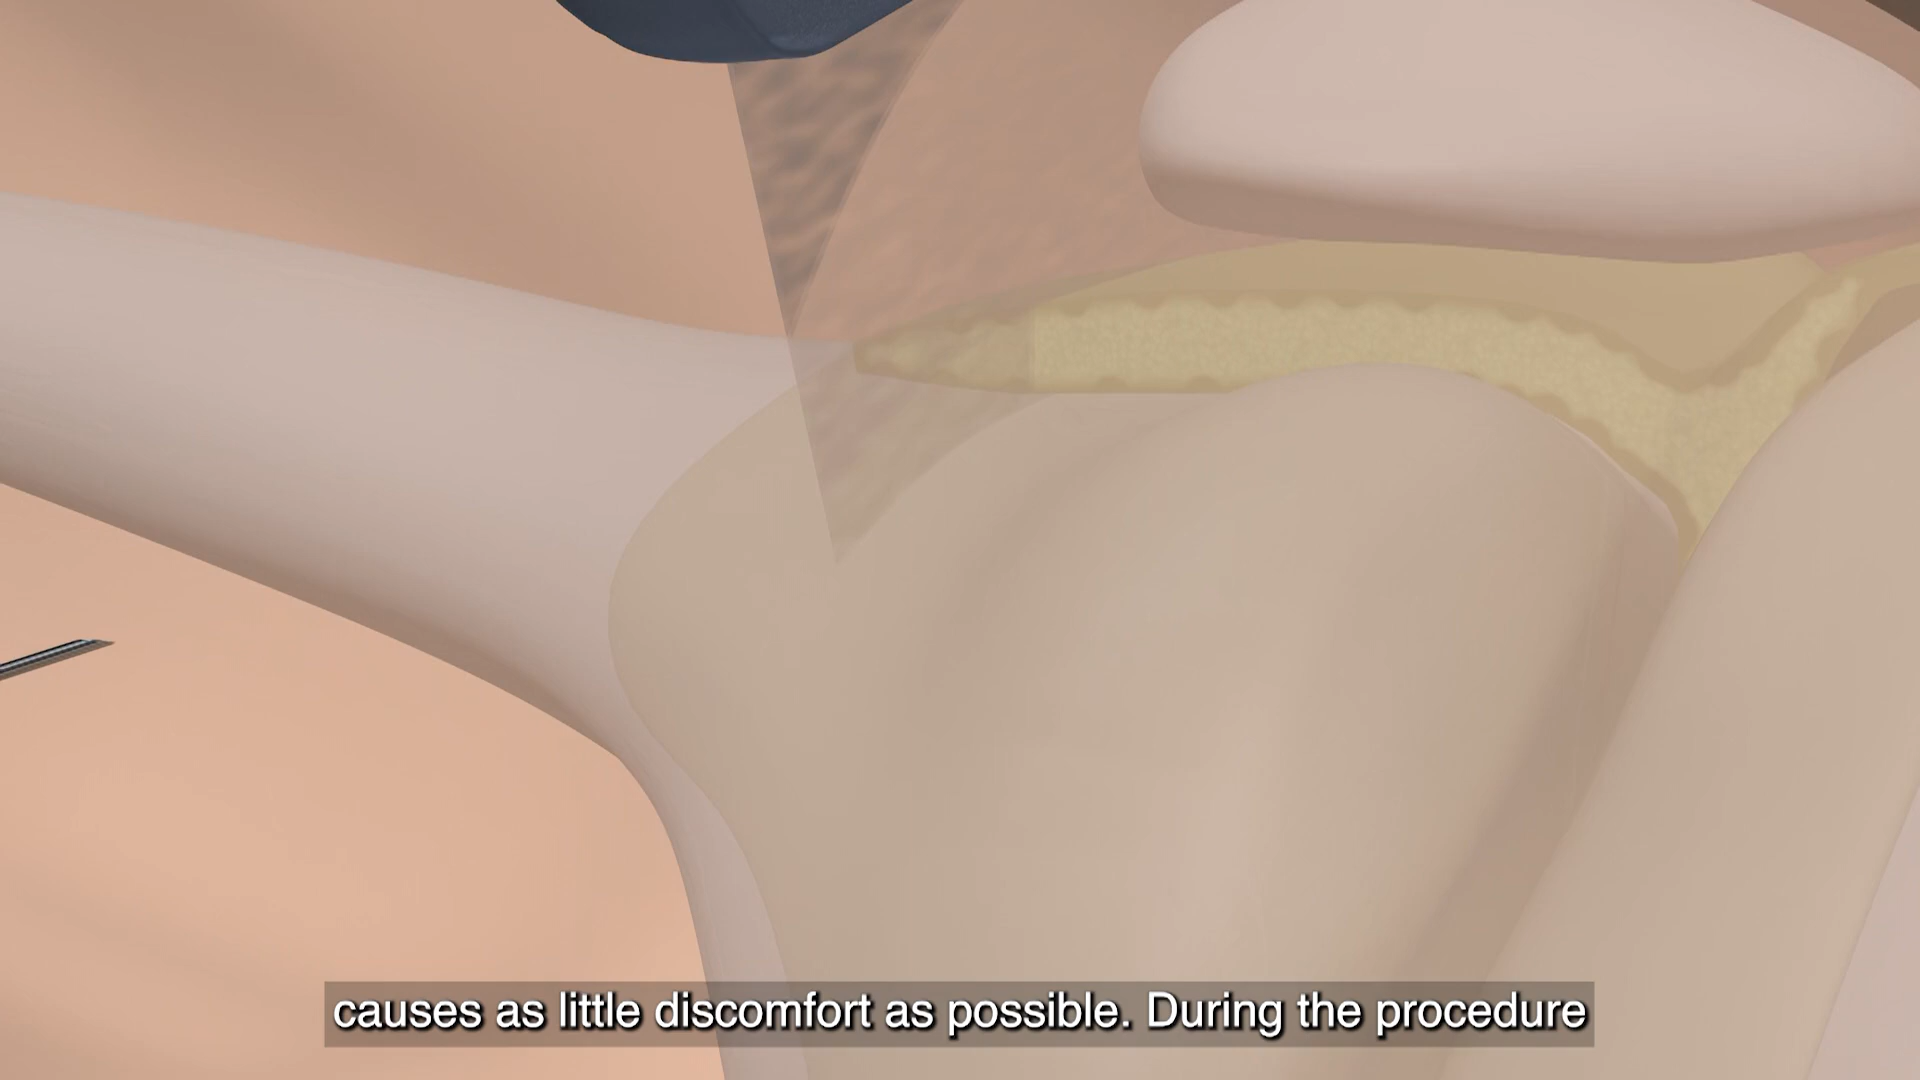 causes as little discomfort as possible. During the procedure